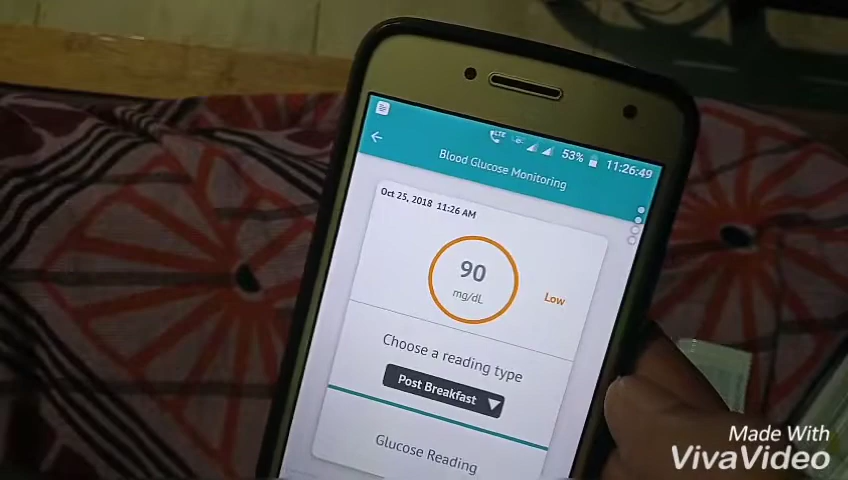 LTE 53% 11:26:49
Blood Glucose Monitoring
Oct 25, 2018 11:26 AM
90
mg/dL
Low
Choose a reading type
Post Breakfast
Glucose Reading
Made With
VivaVideo